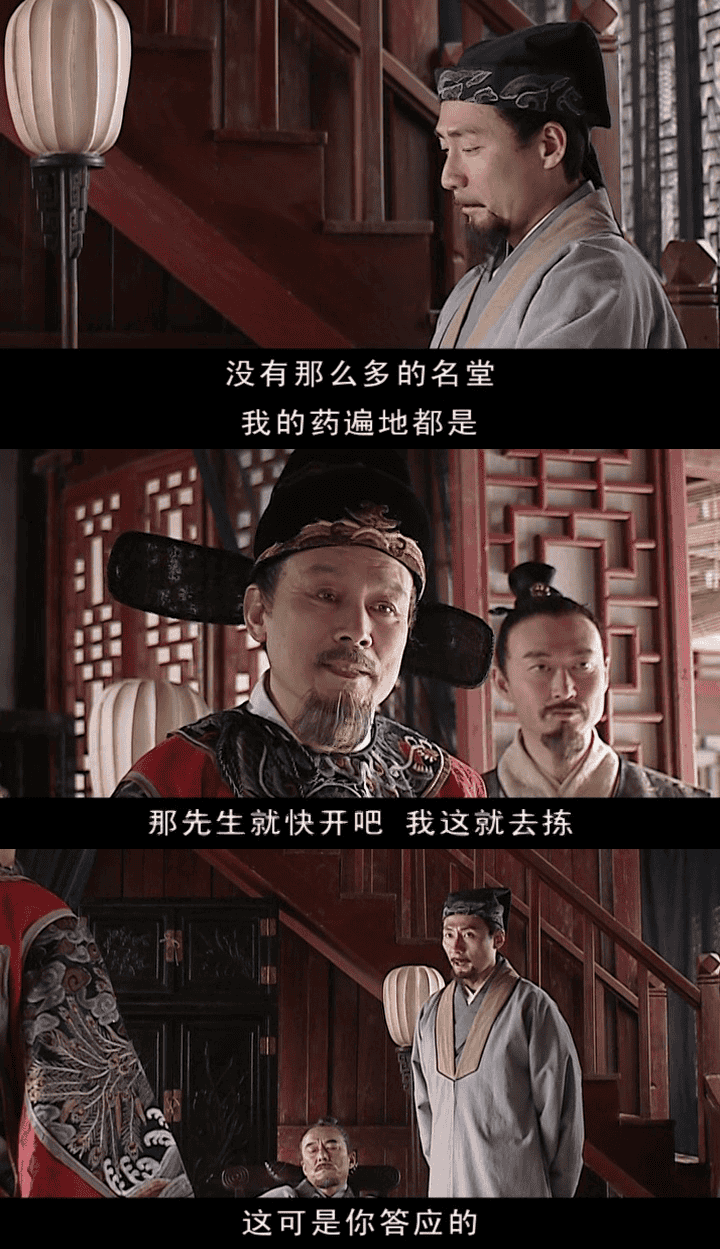 没有那么多的名堂
我的药遍地都是
那先生就快开吧 我这就去拣
这可是你答应的